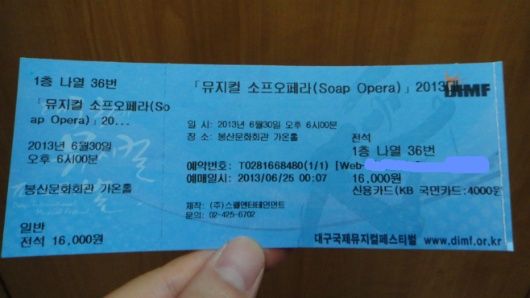 1층 나열 36번
「뮤지컬 소프오페라(So
ap Opera)」20...
2013년 6월30일
오후 6시00분
봉산문화회관 가온홀
일반
전석 16,000원
「뮤지컬 소프오페라(Soap Opera)」2013
DIMF
일 시: 2013년 6월30일 오후 6시00분
장 소: 봉산문화회관 가온홀
전석
1층 나열 36번
예약번호: T0281668480(1/1) [Web-
16,000원
예매일시: 2013/06/25 00:07
신용카드(KB 국민카드:4000원
제작: (주)스펠엔터테인먼트
문의: 02-425-6702
대구국제뮤지컬페스티벌 www.dimf.or.kr